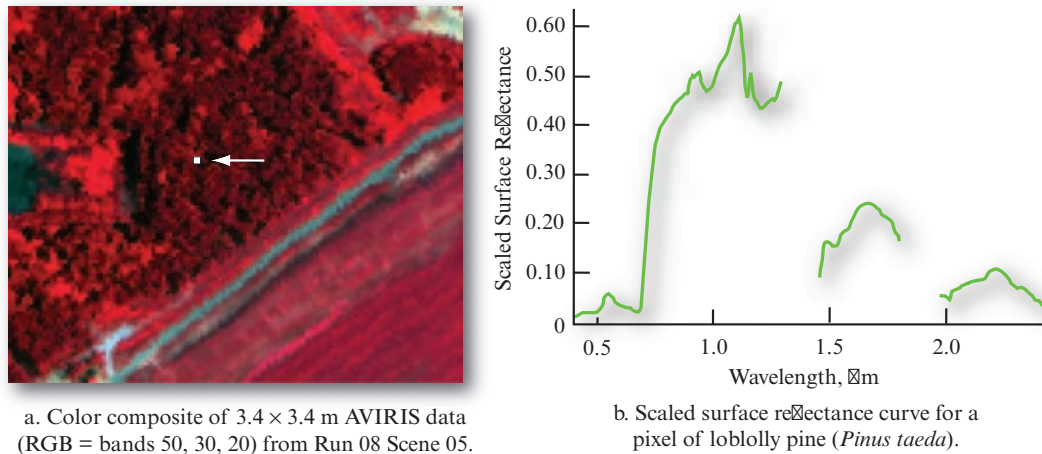 0.60
0.50
0.40
0.30
0.20
0.10
0
Scaled Surface Re☒ectance
0.5 1.0 1.5 2.0
Wavelength, ☒m
a. Color composite of 3.4 × 3.4 m AVIRIS data
(RGB = bands 50, 30, 20) from Run 08 Scene 05.
b. Scaled surface re☒ectance curve for a
pixel of loblolly pine (Pinus taeda).